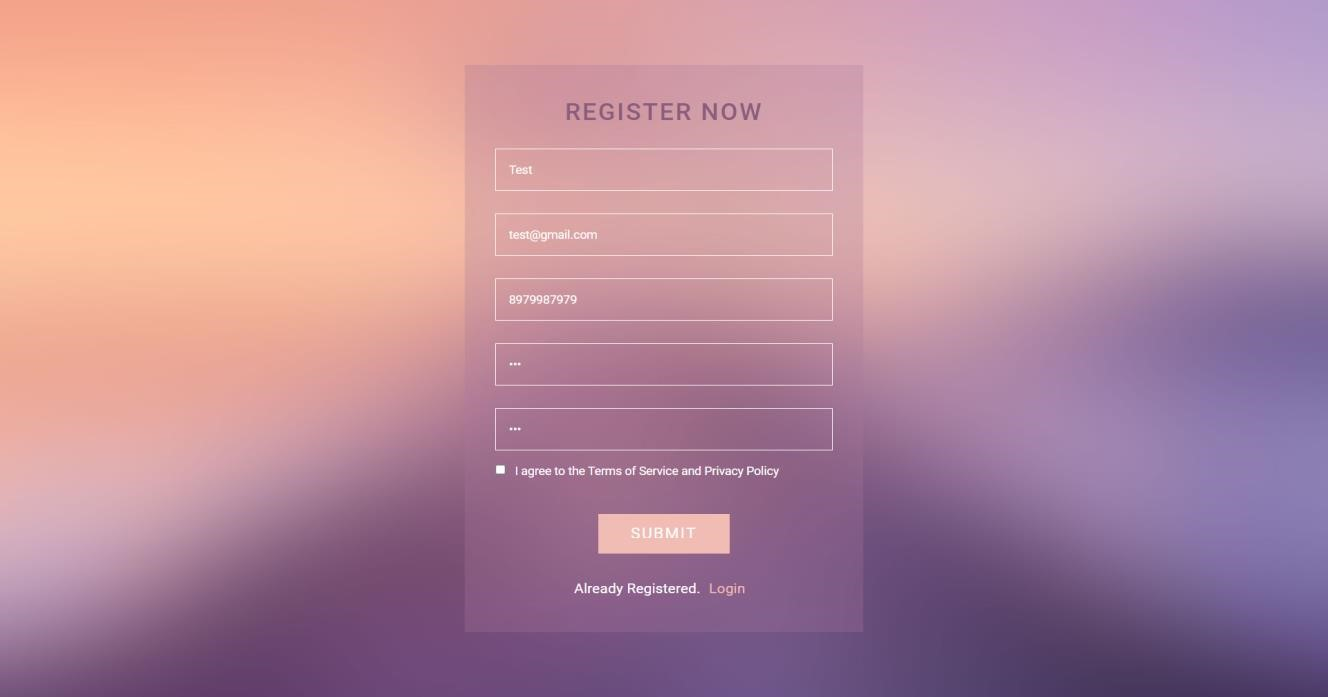 REGISTER NOW
Test
test@gmail.com
8979987979
•••
•••
I agree to the Terms of Service and Privacy Policy
SUBMIT
Already Registered. Login